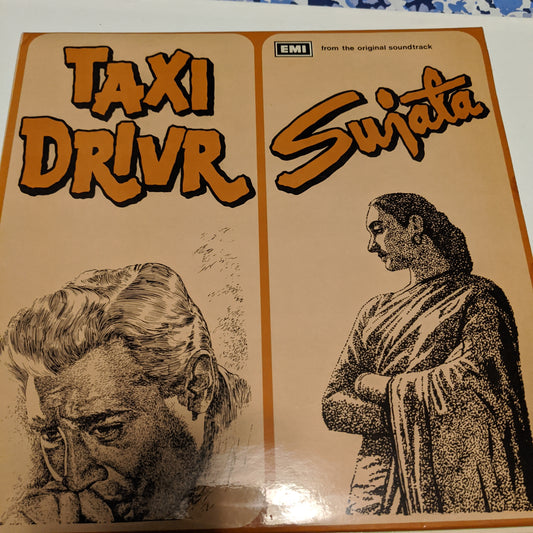 TAXI
DRIVR
EMI
from the original soundtrack
Sujata